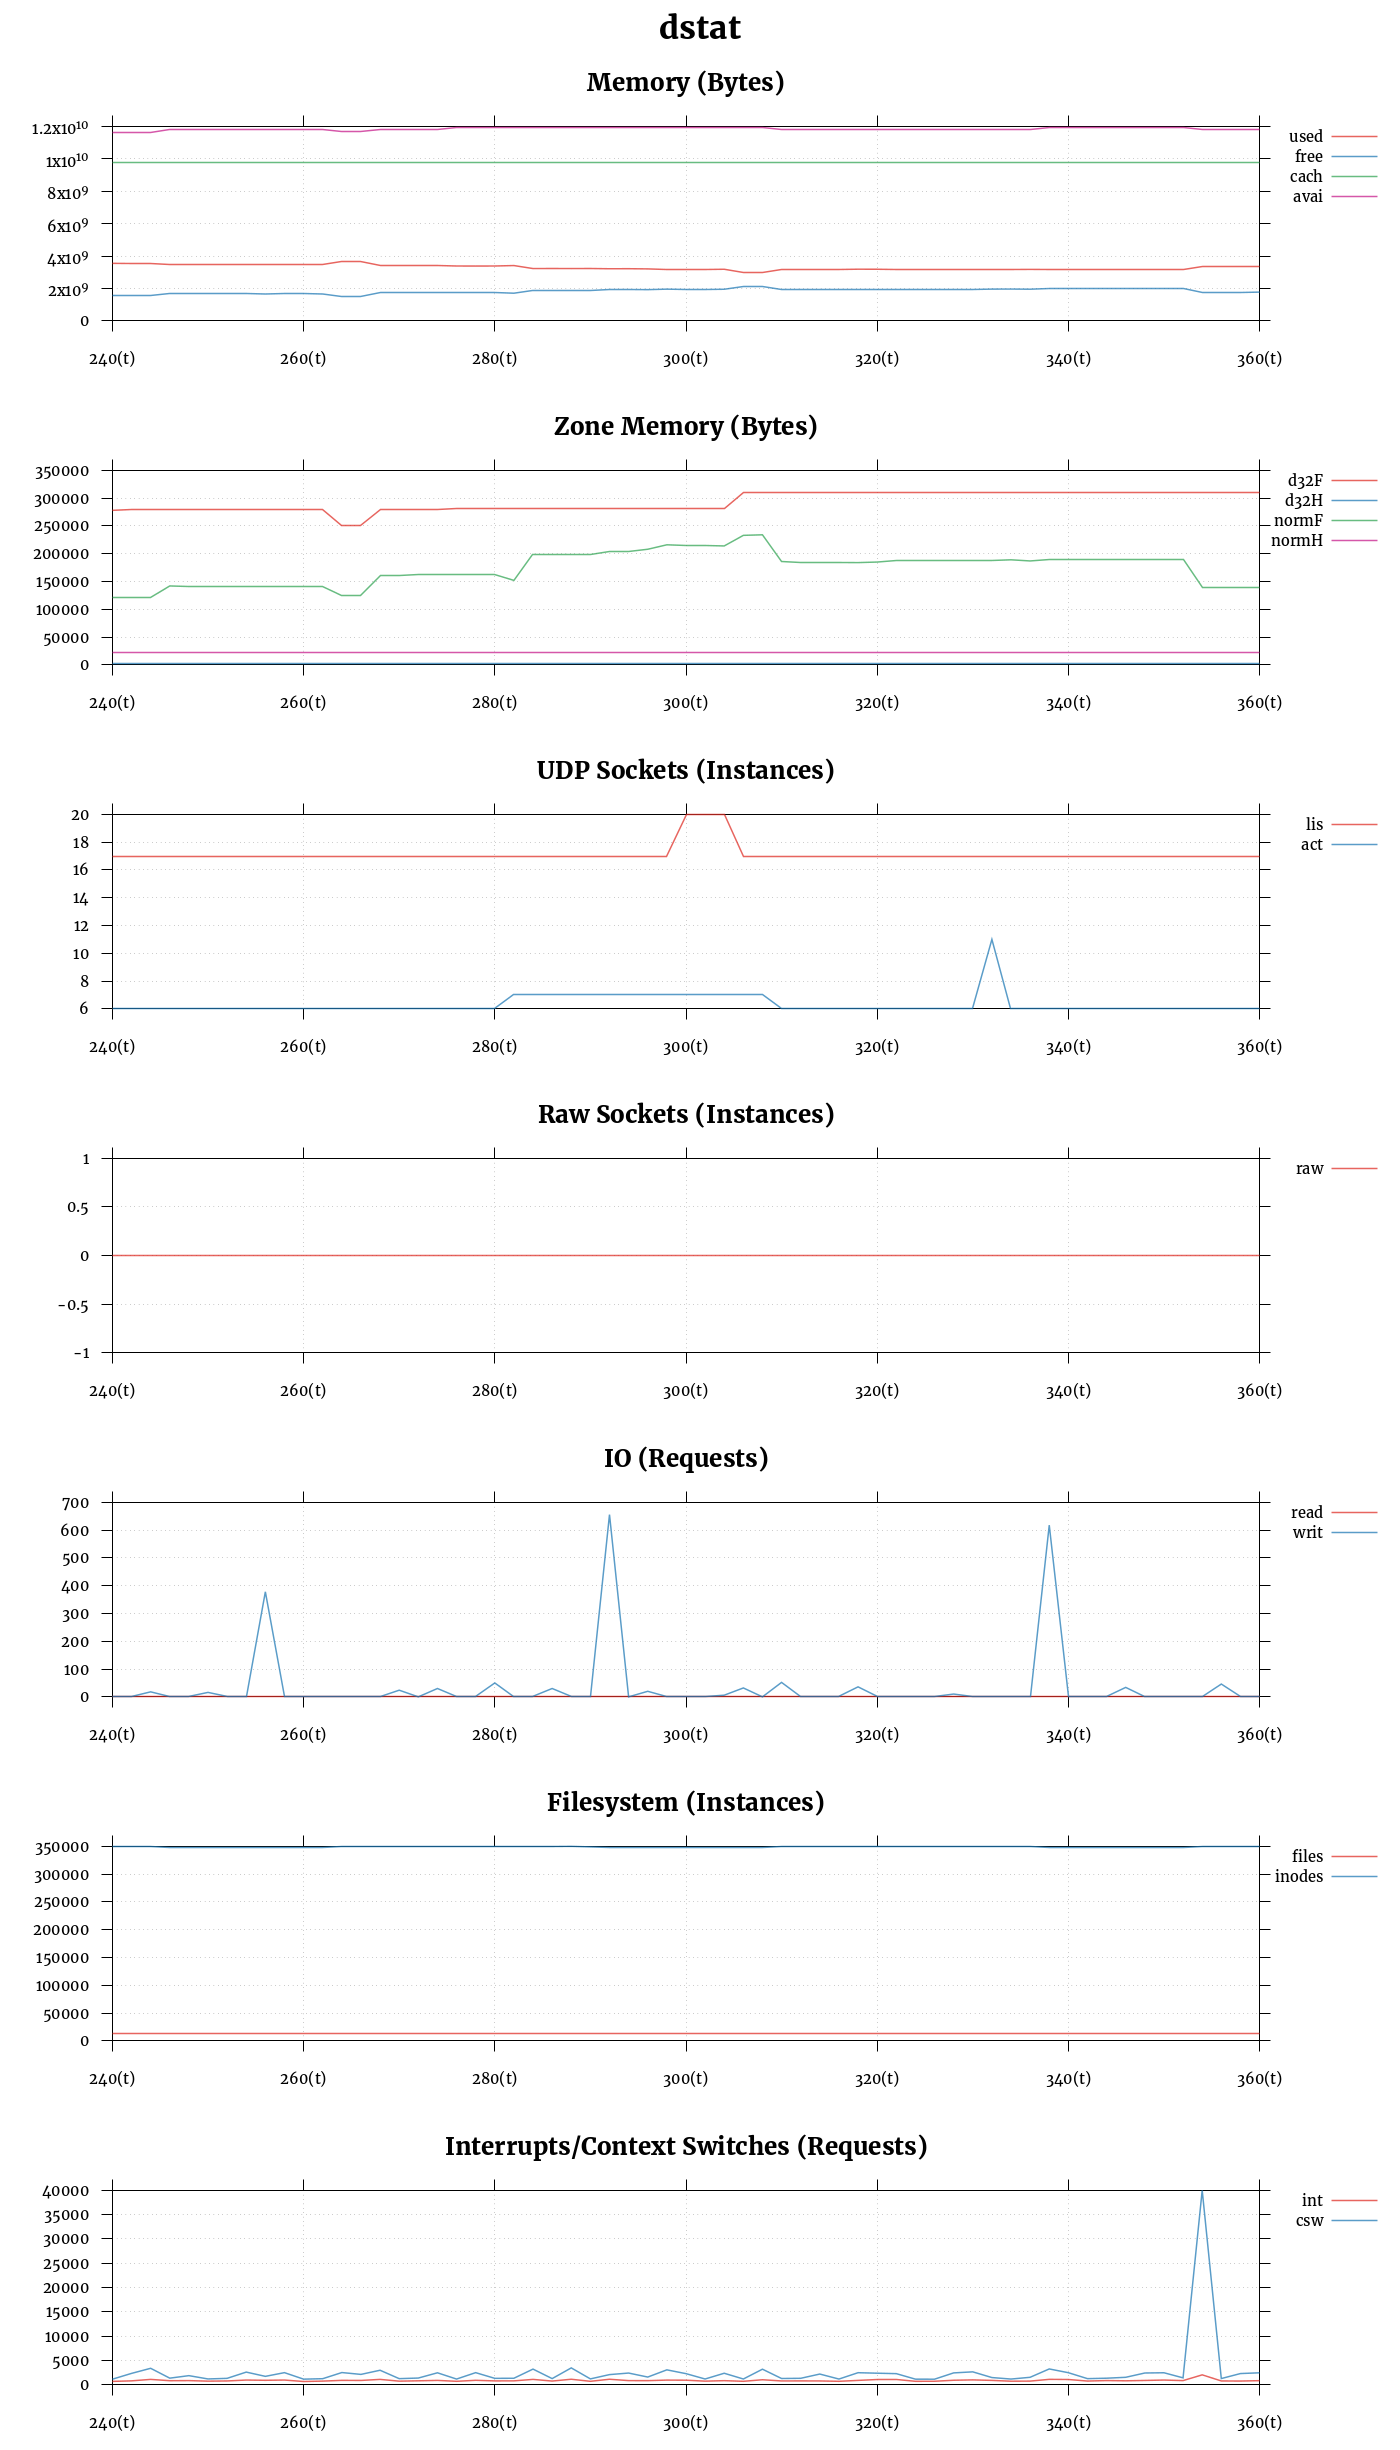 dstat
Memory (Bytes)
1.2x10¹⁰
1x10¹⁰
8x10⁹
6x10⁹
4x10⁹
2x10⁹
0
240(t) 260(t) 280(t) 300(t) 320(t) 340(t) 360(t)
used
free
cach
avai
Zone Memory (Bytes)
350000
300000
250000
200000
150000
100000
50000
0
240(t) 260(t) 280(t) 300(t) 320(t) 340(t) 360(t)
d32F
d32H
normF
normH
UDP Sockets (Instances)
20
18
16
14
12
10
8
6
240(t) 260(t) 280(t) 300(t) 320(t) 340(t) 360(t)
lis
act
Raw Sockets (Instances)
1
0.5
0
-0.5
-1
240(t) 260(t) 280(t) 300(t) 320(t) 340(t) 360(t)
raw
IO (Requests)
700
600
500
400
300
200
100
0
240(t) 260(t) 280(t) 300(t) 320(t) 340(t) 360(t)
read
writ
Filesystem (Instances)
350000
300000
250000
200000
150000
100000
50000
0
240(t) 260(t) 280(t) 300(t) 320(t) 340(t) 360(t)
files
inodes
Interrupts/Context Switches (Requests)
40000
35000
30000
25000
20000
15000
10000
5000
0
240(t) 260(t) 280(t) 300(t) 320(t) 340(t) 360(t)
int
csw